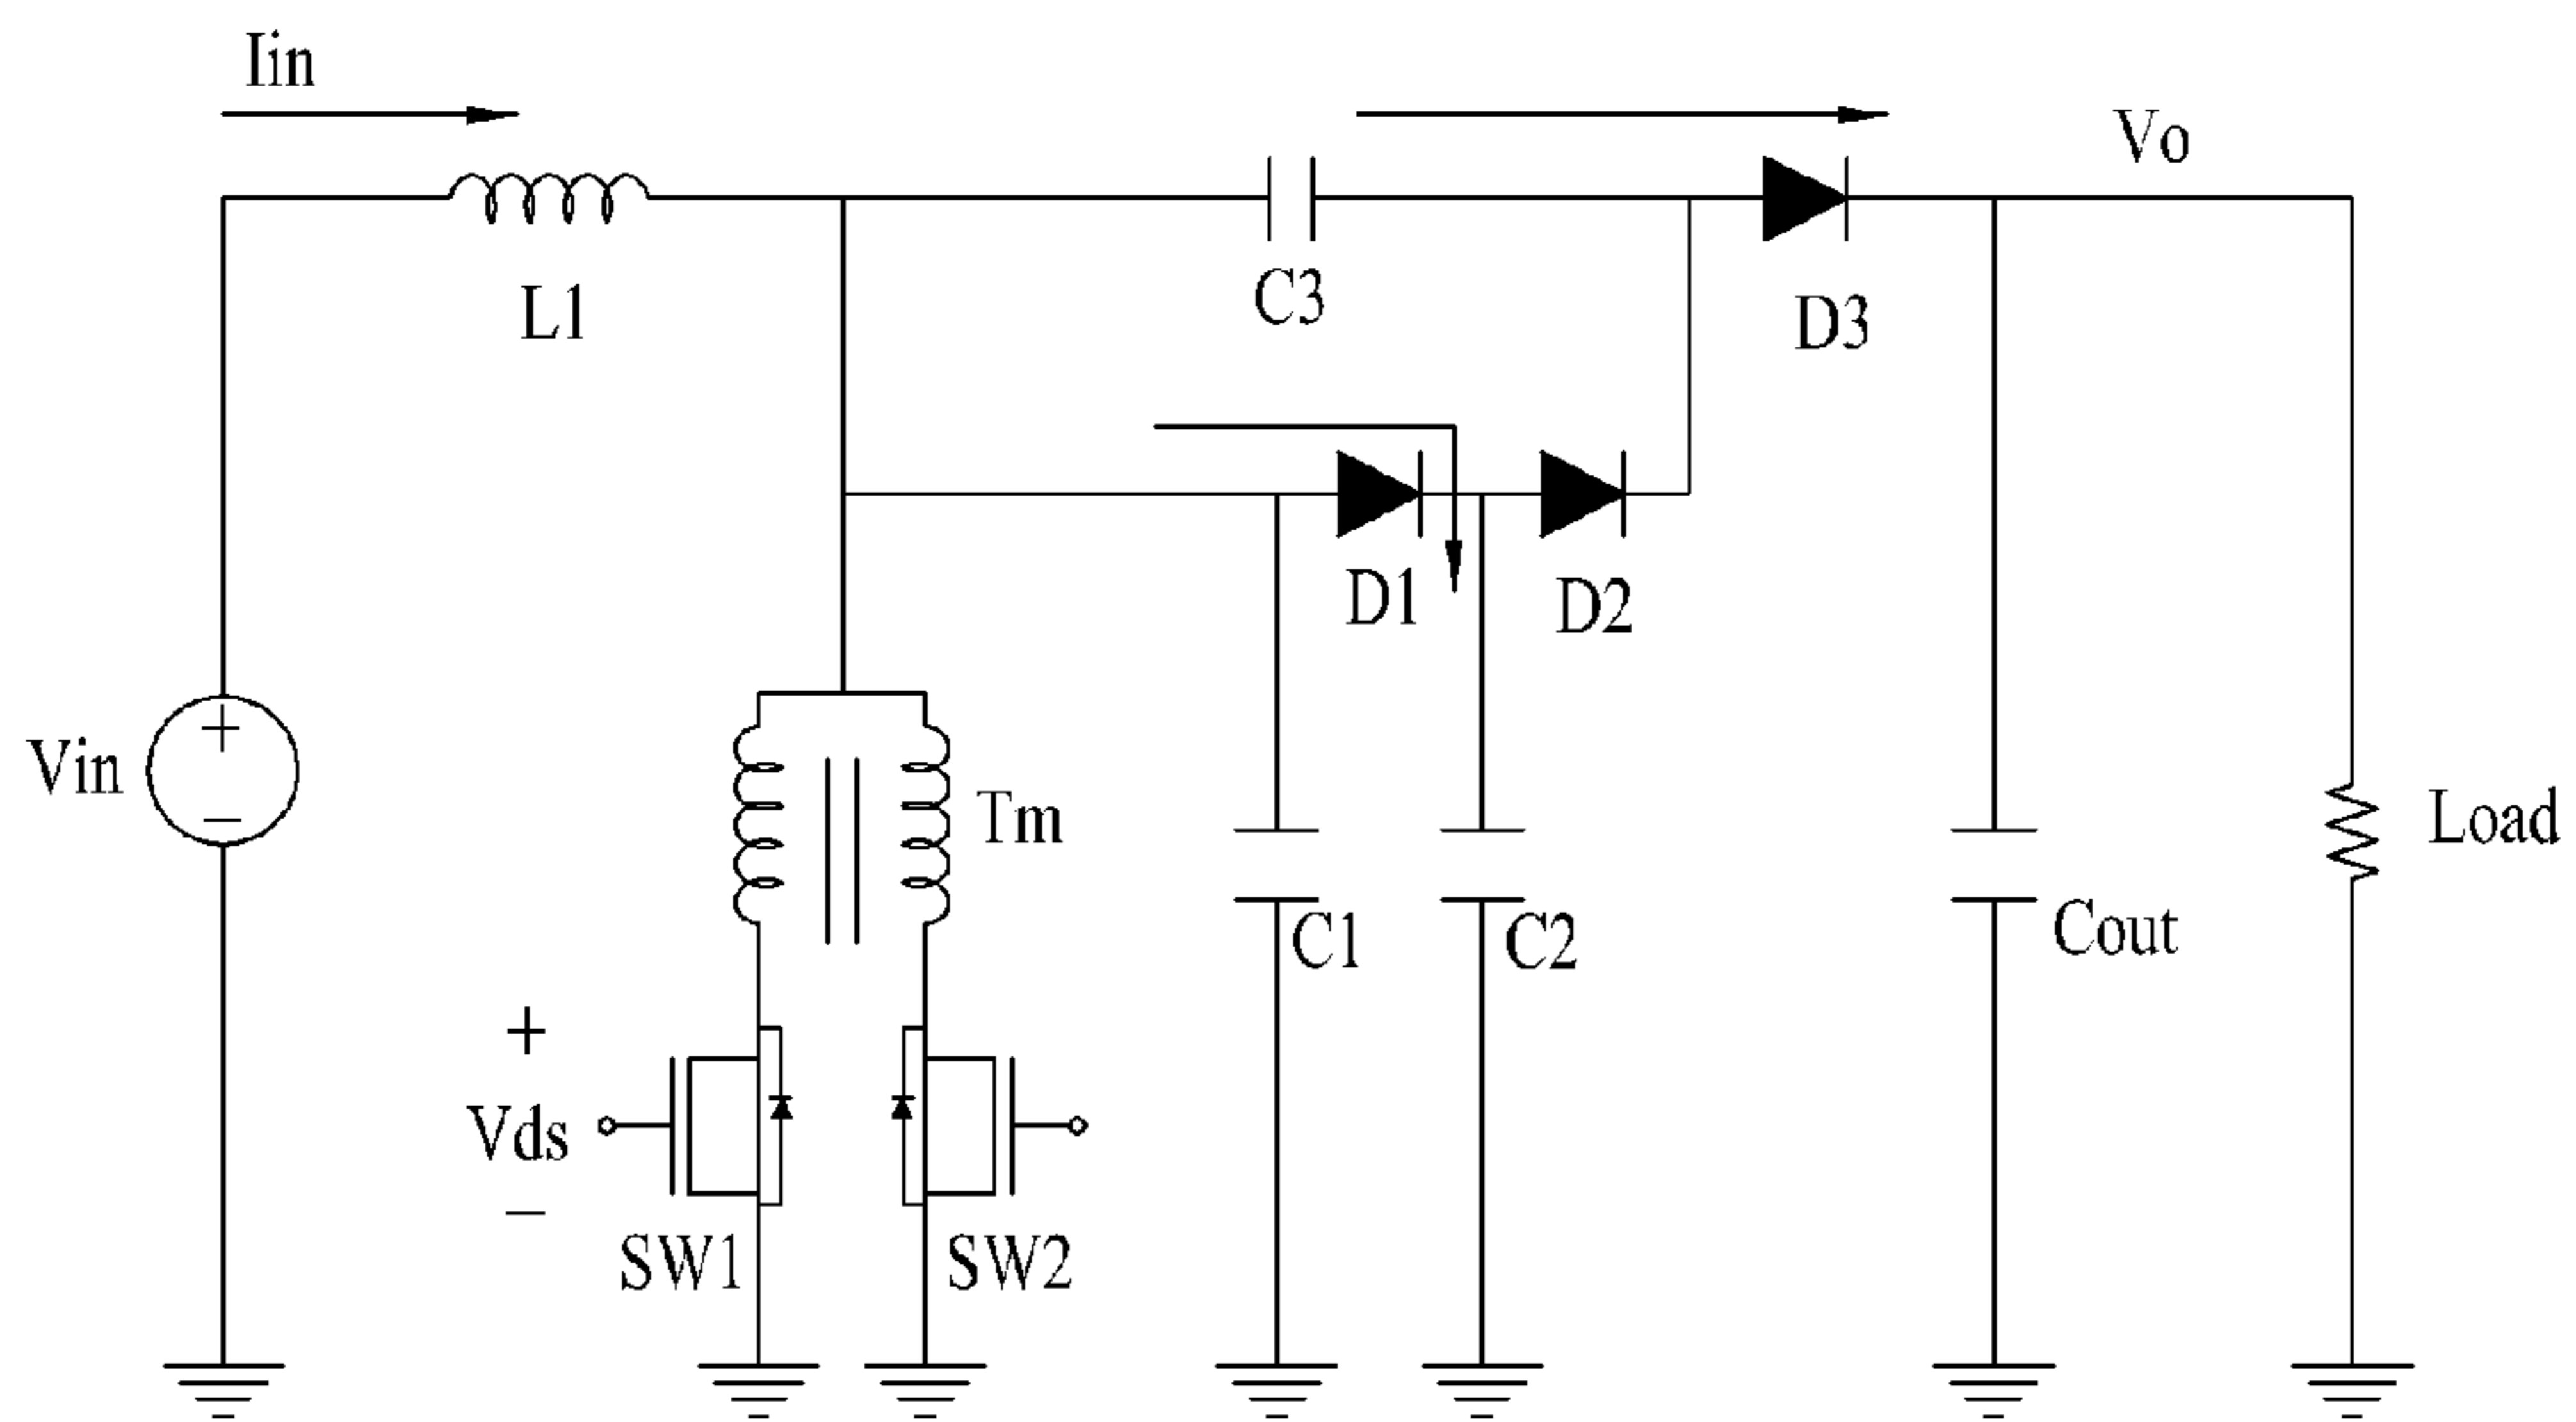 Iin
Vo
L1
C3
D3
D1
D2
Vin
+
−
Tm
Load
C1
C2
Cout
+
Vds
−
SW1
SW2